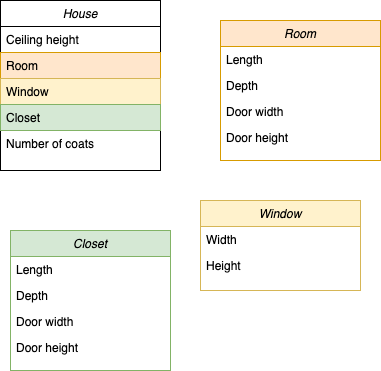 House
Ceiling height
Room
Window
Closet
Number of coats
Room
Length
Depth
Door width
Door height
Window
Width
Height
Closet
Length
Depth
Door width
Door height